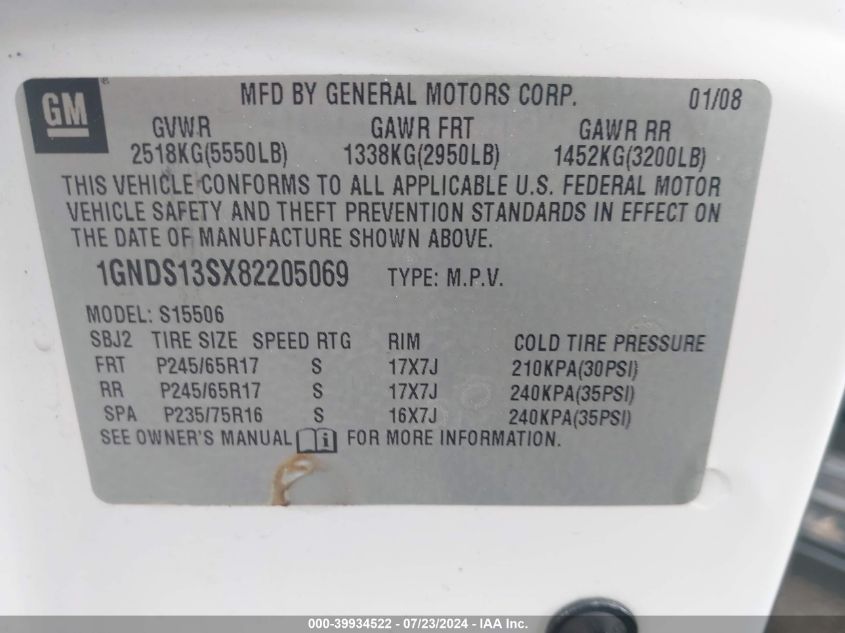 GM ® MFD BY GENERAL MOTORS CORP. 01/08
GVWR GAWR FRT GAWR RR
2518KG(5550LB) 1338KG(2950LB) 1452KG(3200LB)
THIS VEHICLE CONFORMS TO ALL APPLICABLE U.S. FEDERAL MOTOR
VEHICLE SAFETY AND THEFT PREVENTION STANDARDS IN EFFECT ON
THE DATE OF MANUFACTURE SHOWN ABOVE.
1GNDS13SX82205069 TYPE: M.P.V.
MODEL: S15506
SBJ2 TIRE SIZE SPEED RTG RIM COLD TIRE PRESSURE
FRT P245/65R17 S 17X7J 210KPA(30PSI)
RR P245/65R17 S 17X7J 240KPA(35PSI)
SPA P235/75R16 S 16X7J 240KPA(35PSI)
SEE OWNER'S MANUAL i FOR MORE INFORMATION.
000-39934522 - 07/23/2024 - IAA Inc.